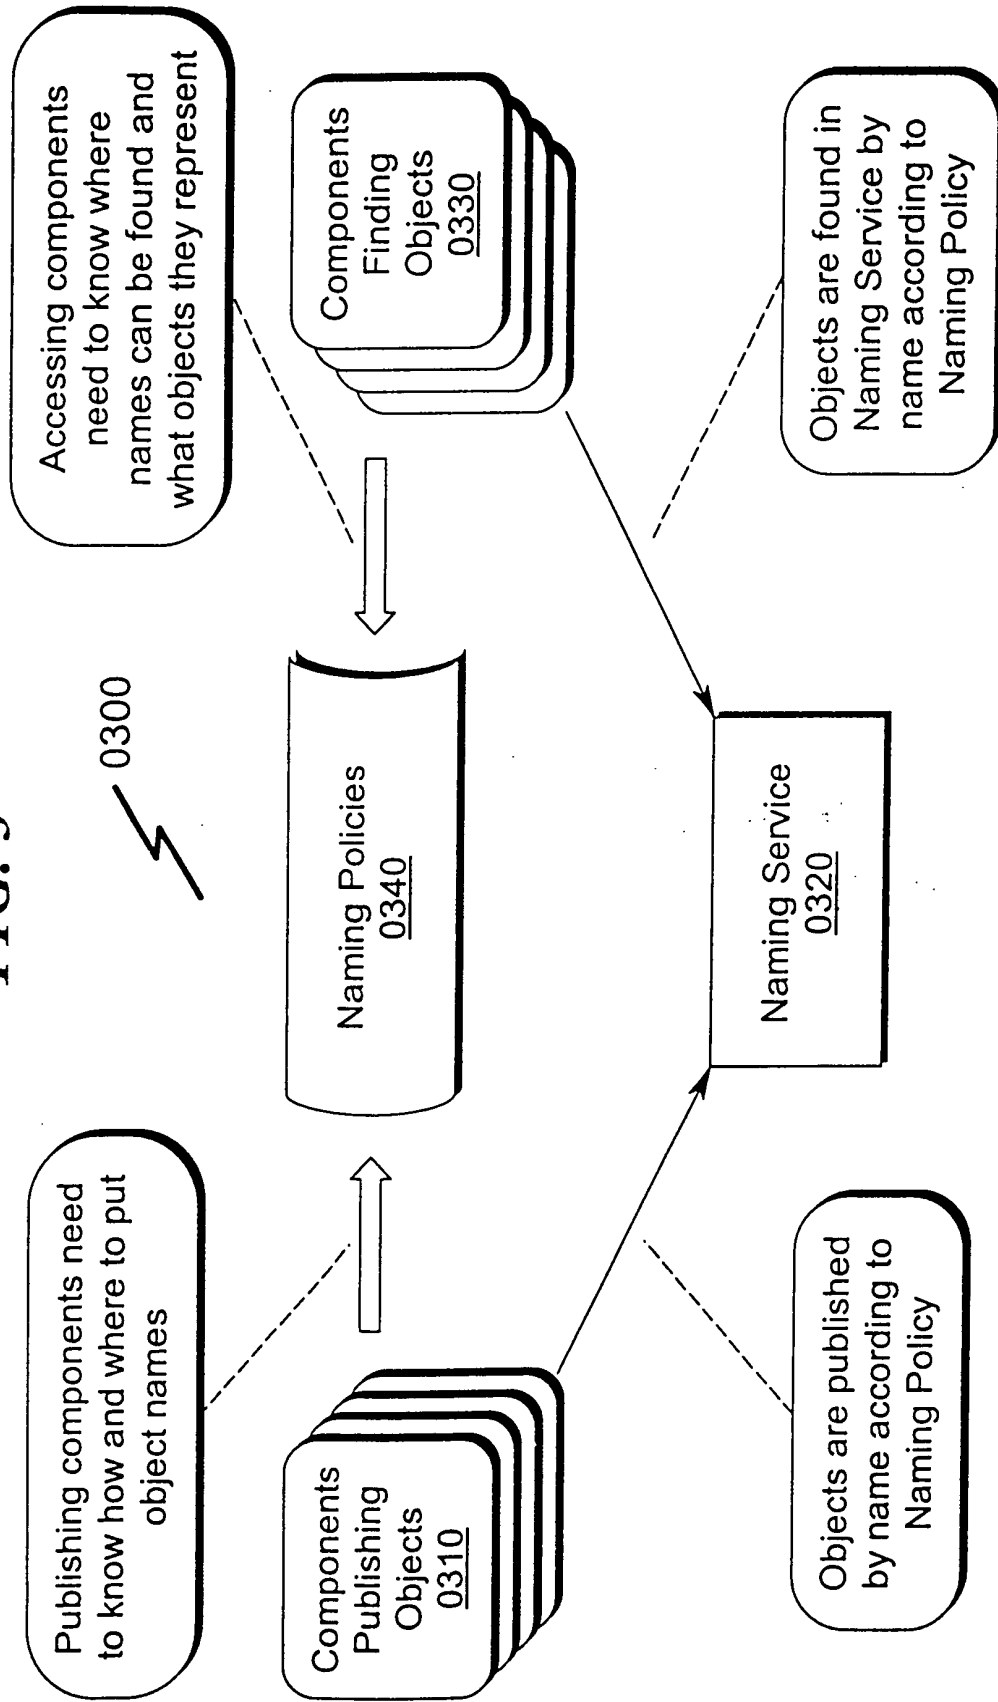 FIG. 3
0300
Publishing components need
to know how and where to put
object names
Accessing components
need to know where
names can be found and
what objects they represent
Components
Publishing
Objects
0310
Naming Policies
0340
Components
Finding
Objects
0330
Naming Service
0320
Objects are published
by name according to
Naming Policy
Objects are found in
Naming Service by
name according to
Naming Policy